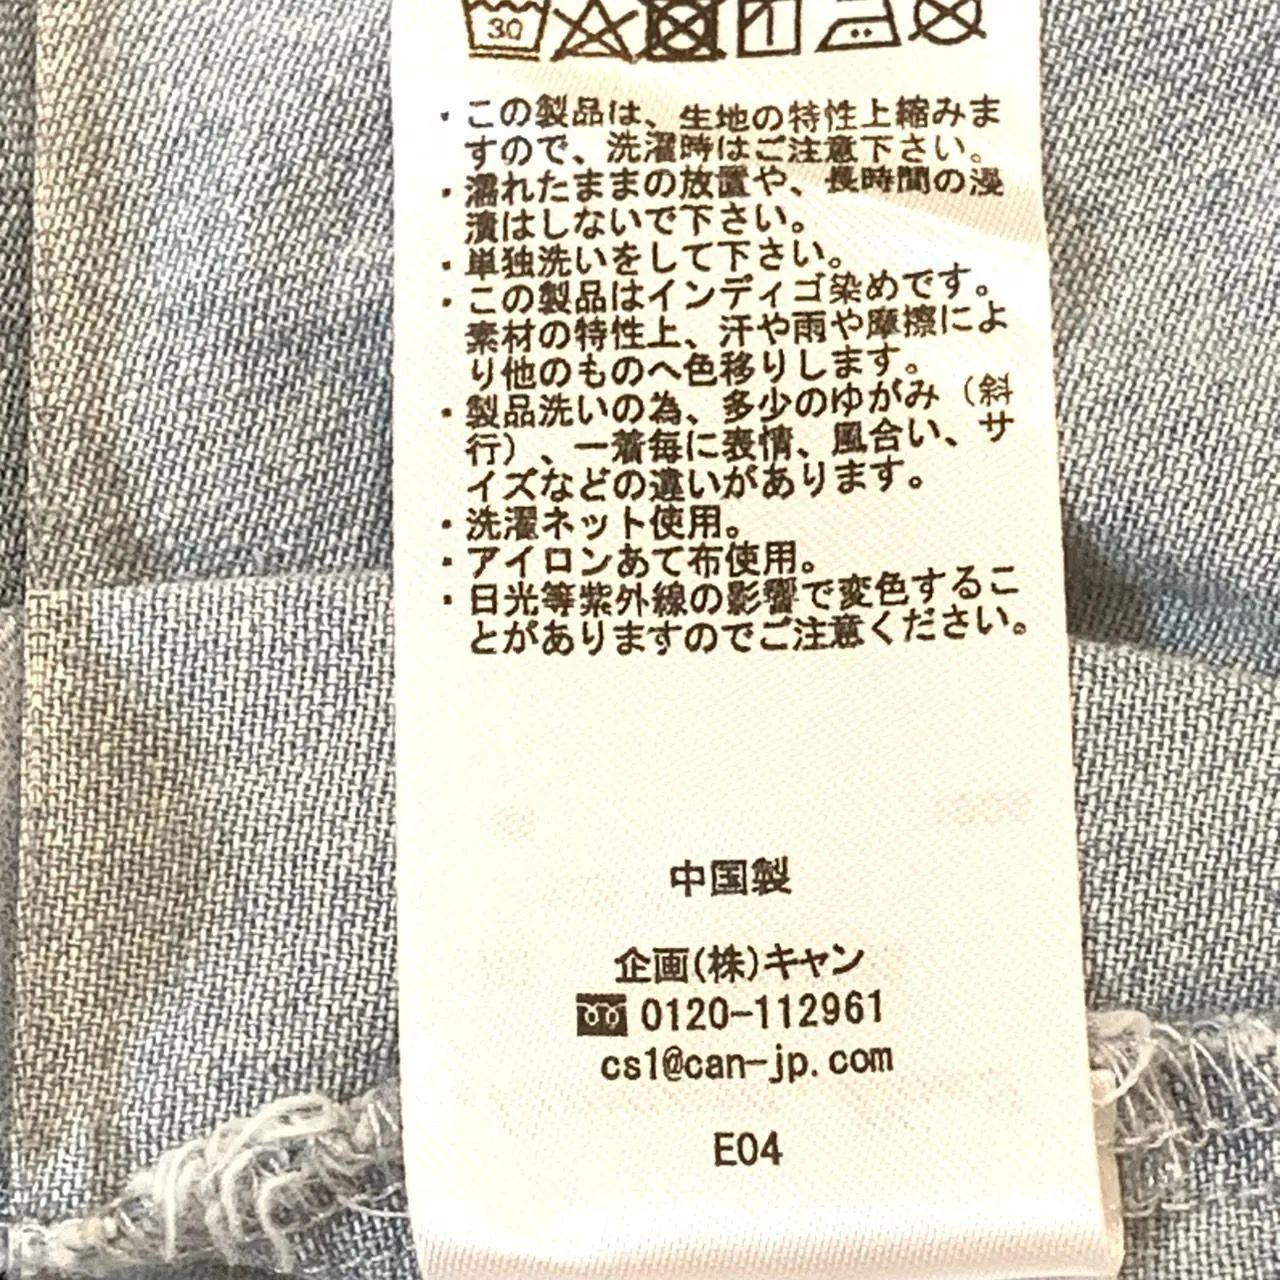 30
・この製品は、生地の特性上縮みま
すので、洗濯時はご注意下さい。
・濡れたままの放置や、長時間の浸
漬はしないで下さい。
・単独洗いをして下さい。
・この製品はインディゴ染めです。
素材の特性上、汗や雨や摩擦によ
り他のものへ色移りします。
・製品洗いの為、多少のゆがみ（斜
行）、一着毎に表情、風合い、サ
イズなどの違いがあります。
・洗濯ネット使用。
・アイロンあて布使用。
・日光等紫外線の影響で変色するこ
とがありますのでご注意ください。
中国製
企画(株)キャン
0120-112961
cs1@can-jp.com
E04